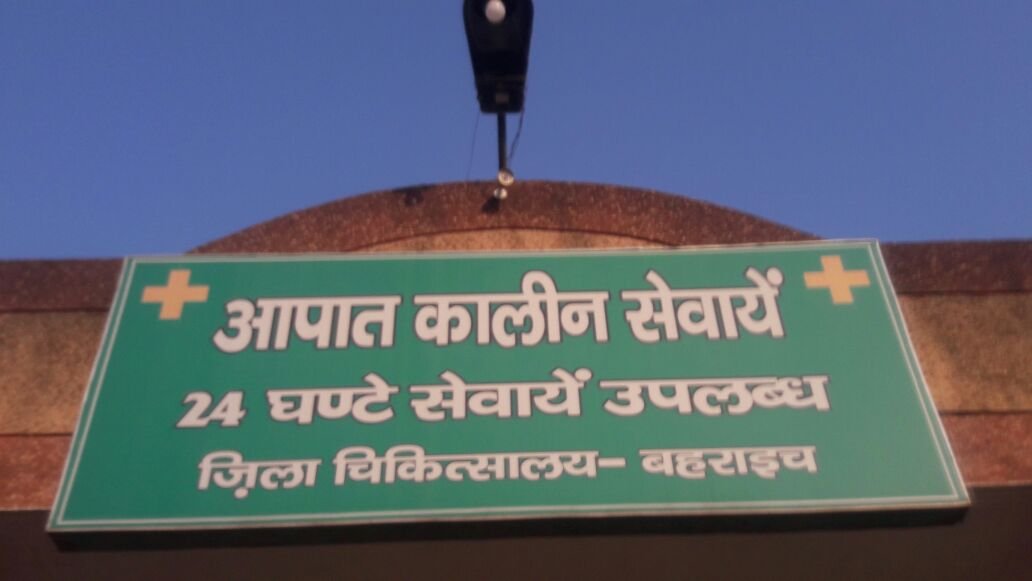 आपात कालीन सेवायें
24 घण्टे सेवायें उपलब्ध
ज़िला चिकित्सालय- बहराइच